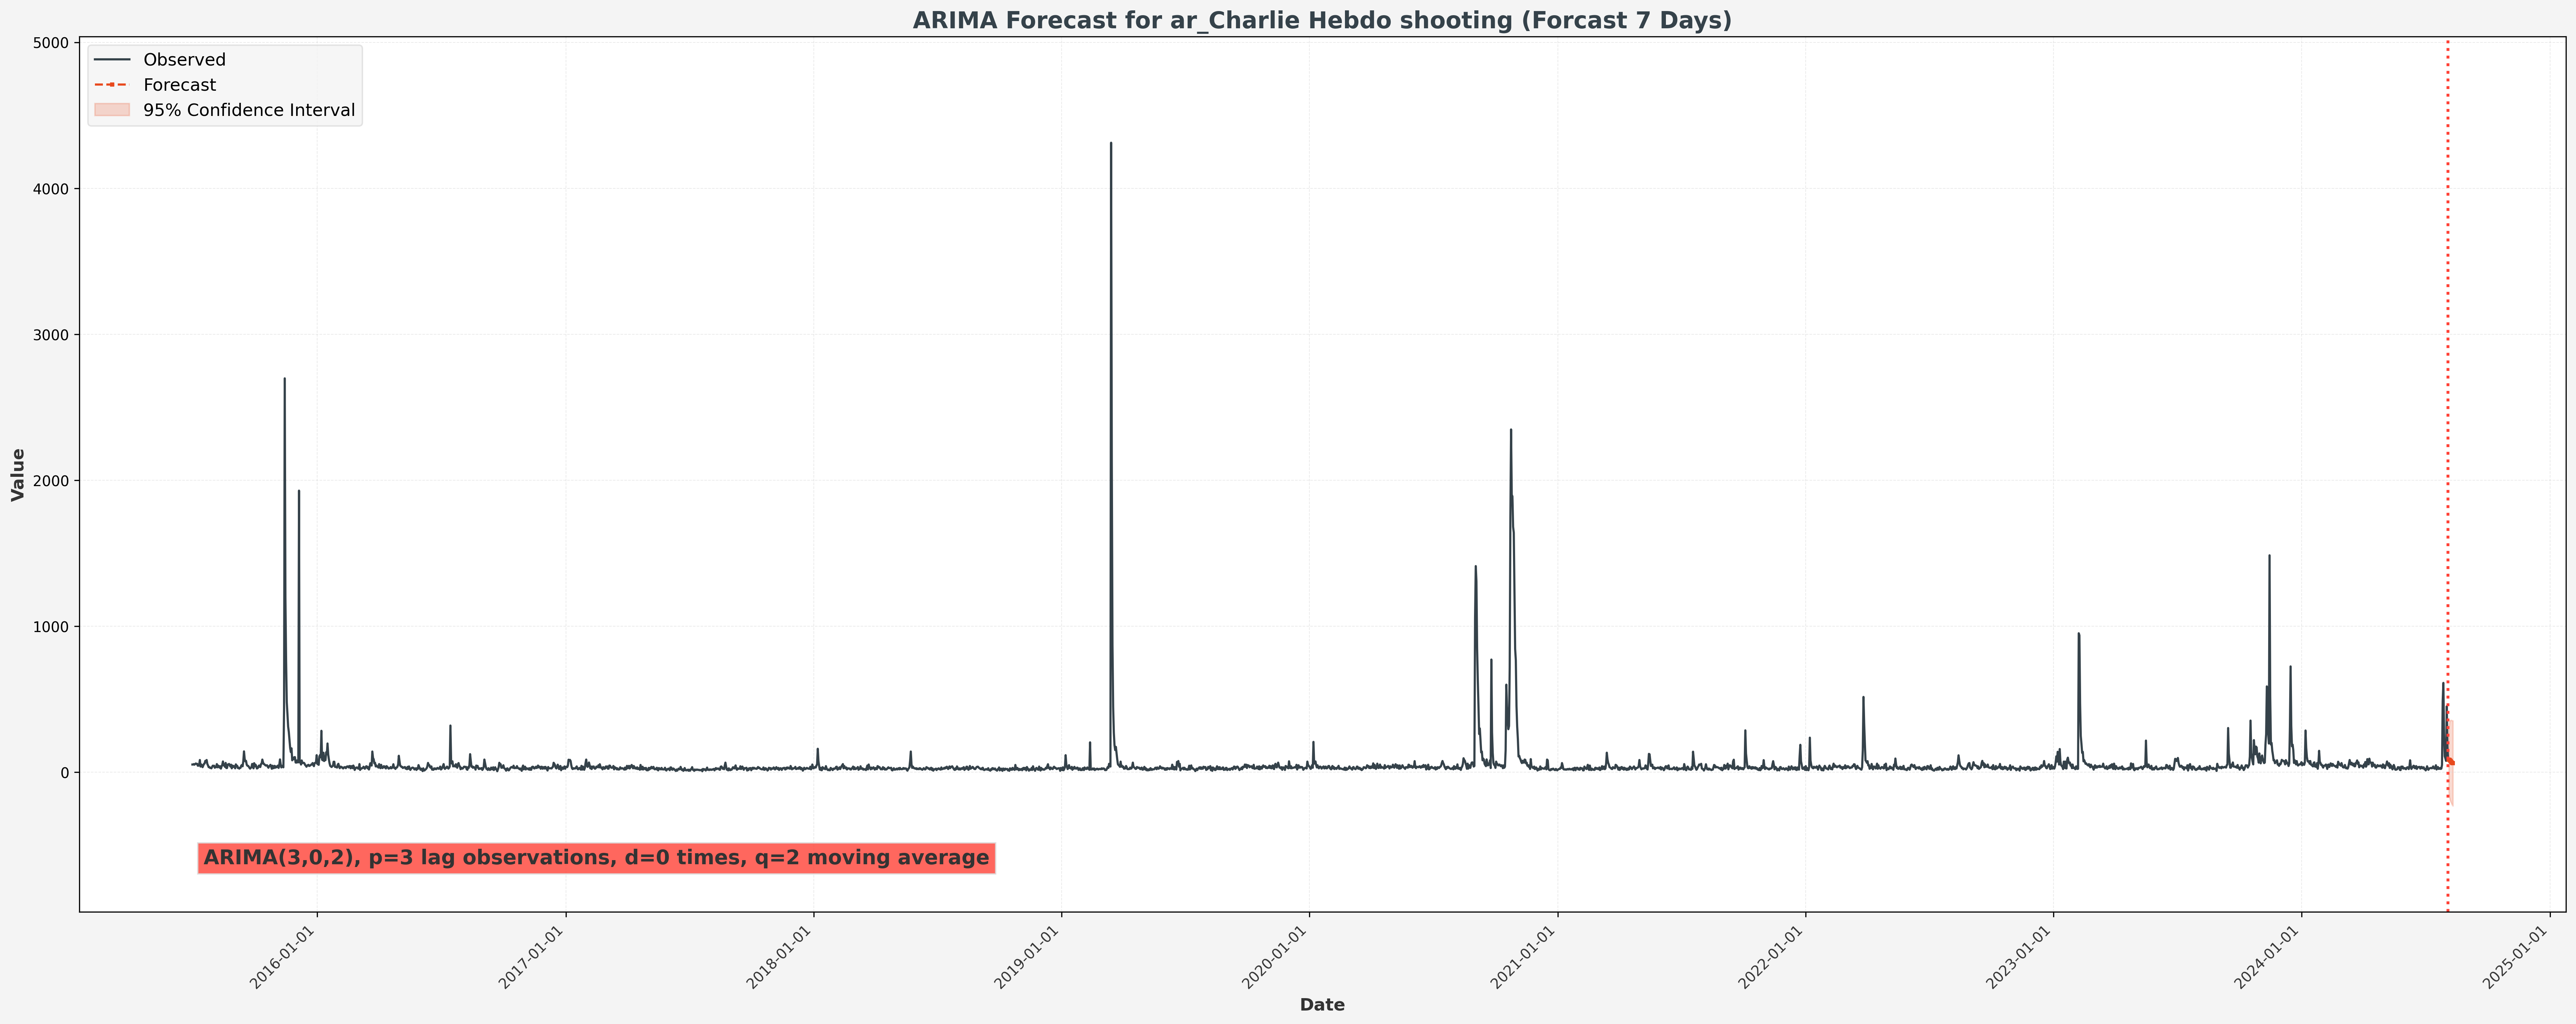 ARIMA Forecast for ar_Charlie Hebdo shooting (Forcast 7 Days)
Observed
Forecast
95% Confidence Interval
Value
5000
4000
3000
2000
1000
0
ARIMA(3,0,2), p=3 lag observations, d=0 times, q=2 moving average
2016-01-01
2017-01-01
2018-01-01
2019-01-01
2020-01-01
2021-01-01
2022-01-01
2023-01-01
2024-01-01
2025-01-01
Date